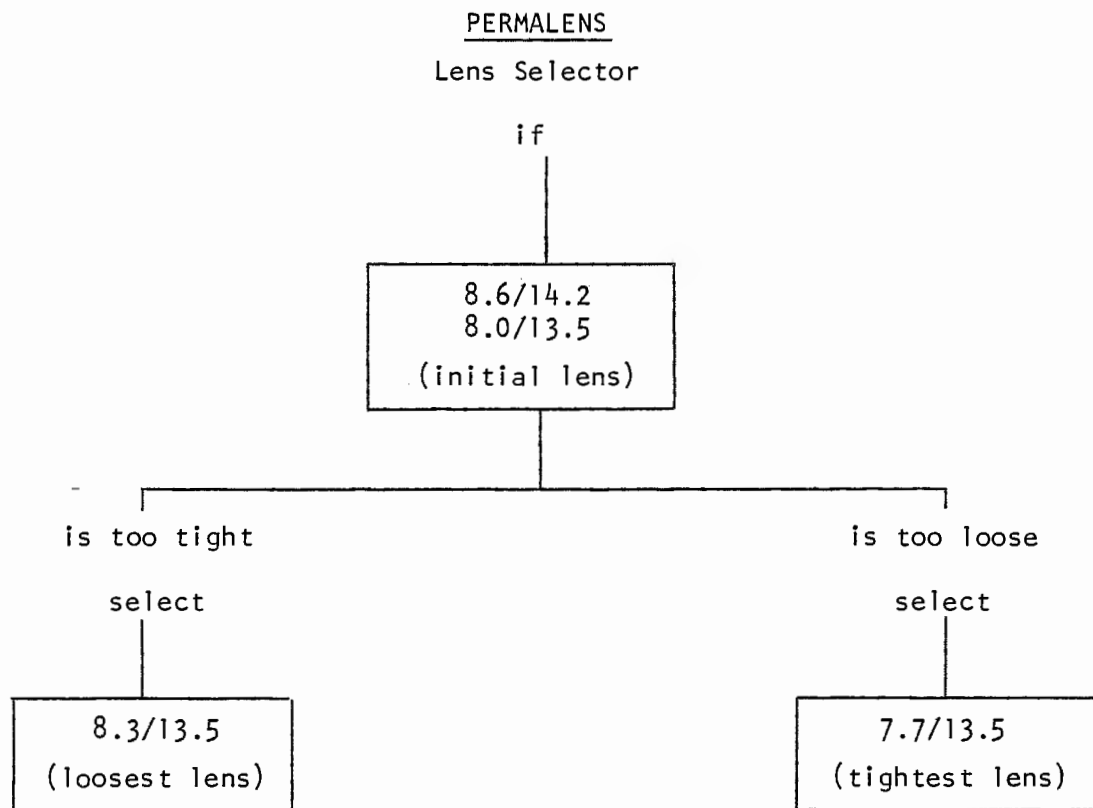 PERMALENS
Lens Selector
if
8.6/14.2
8.0/13.5
(initial lens)
is too tight
is too loose
select
select
8.3/13.5
(loosest lens)
7.7/13.5
(tightest lens)